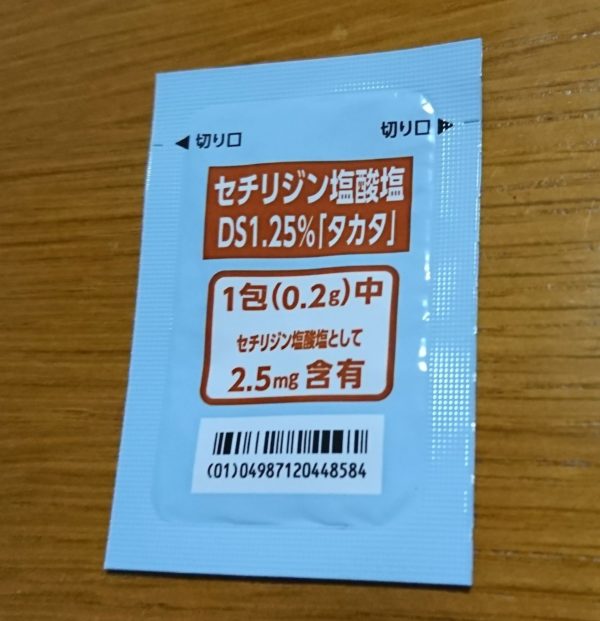 切り口 切り口
セチリジン塩酸塩
DS1.25%「タカタ」
1包(0.2g)中
セチリジン塩酸塩として
2.5mg 含有
(01)04987120448584